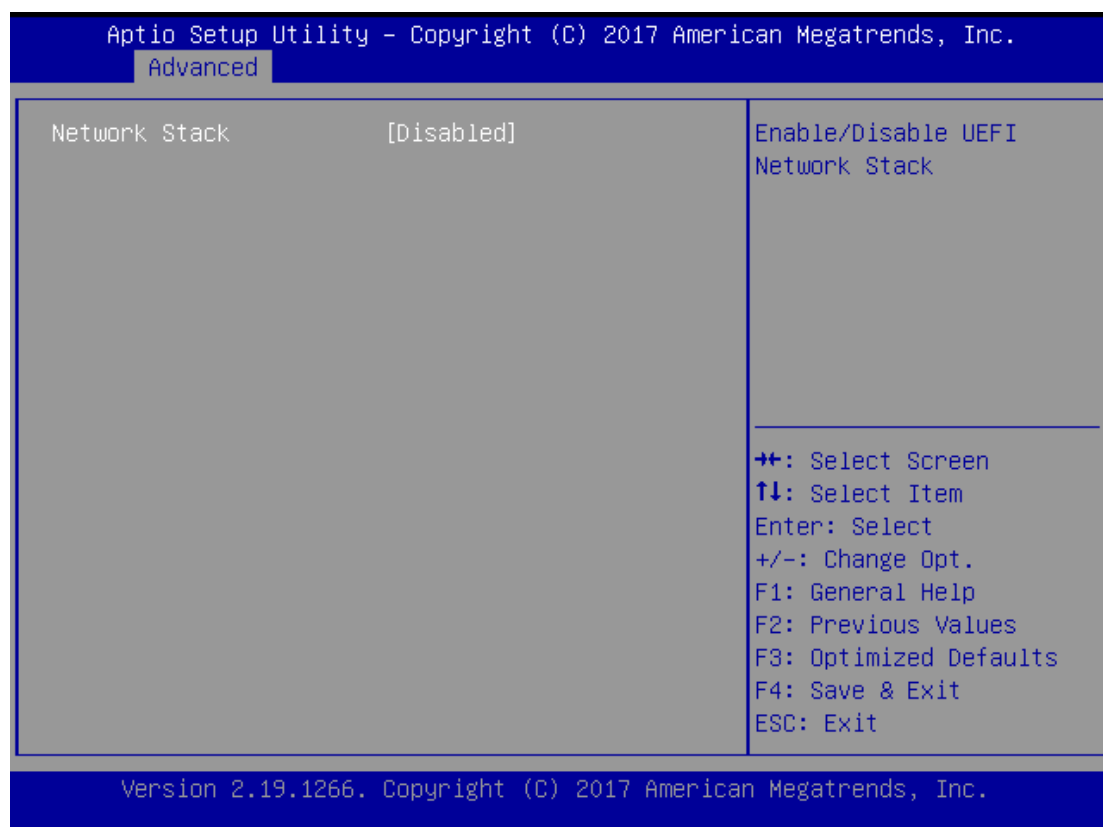 Aptio Setup Utility – Copyright (C) 2017 American Megatrends, Inc.
Advanced
Network Stack [Disabled]
Enable/Disable UEFI
Network Stack
→←: Select Screen
↑↓: Select Item
Enter: Select
+/-: Change Opt.
F1: General Help
F2: Previous Values
F3: Optimized Defaults
F4: Save & Exit
ESC: Exit
Version 2.19.1266. Copyright (C) 2017 American Megatrends, Inc.